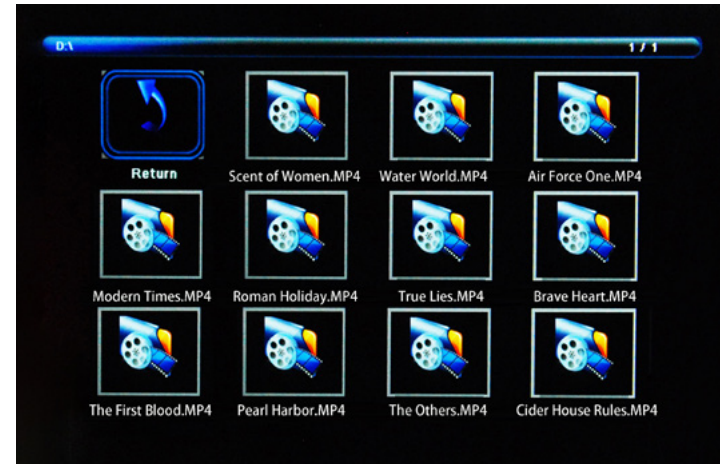 D:\
1 / 1
Return
Scent of Women.MP4
Water World.MP4
Air Force One.MP4
Modern Times.MP4
Roman Holiday.MP4
True Lies.MP4
Brave Heart.MP4
The First Blood.MP4
Pearl Harbor.MP4
The Others.MP4
Cider House Rules.MP4